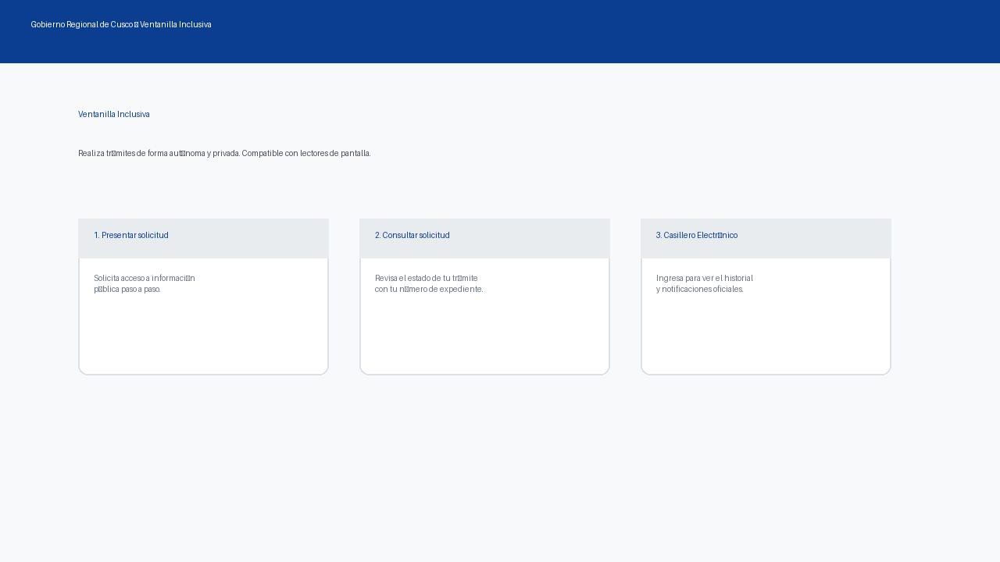 Gobierno Regional de Cusco � Ventanilla Inclusiva
Ventanilla Inclusiva
Realiza tr�mites de forma aut�noma y privada. Compatible con lectores de pantalla.
1. Presentar solicitud
Solicita acceso a informaci�n
p�blica paso a paso.
2. Consultar solicitud
Revisa el estado de tu tr�mite
con tu n�mero de expediente.
3. Casillero Electr�nico
Ingresa para ver el historial
y notificaciones oficiales.